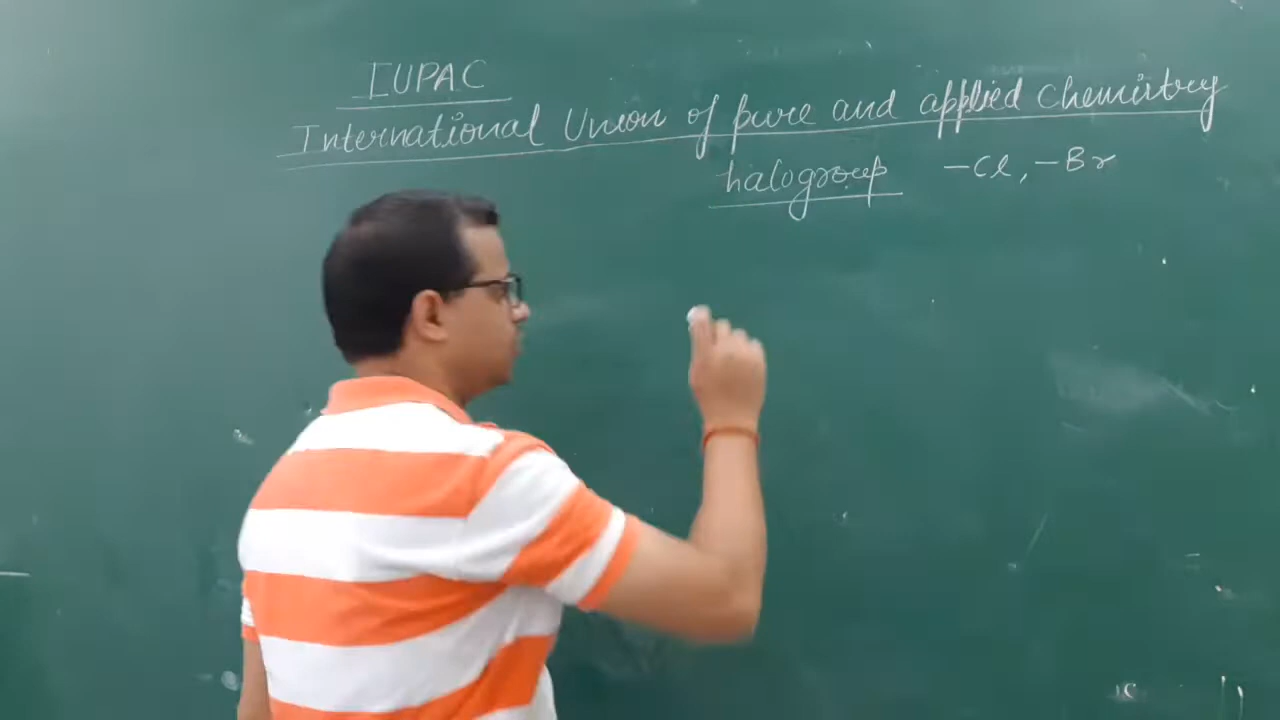 IUPAC
International Union of pure and applied Chemistry
halogroup -Cl, -Br